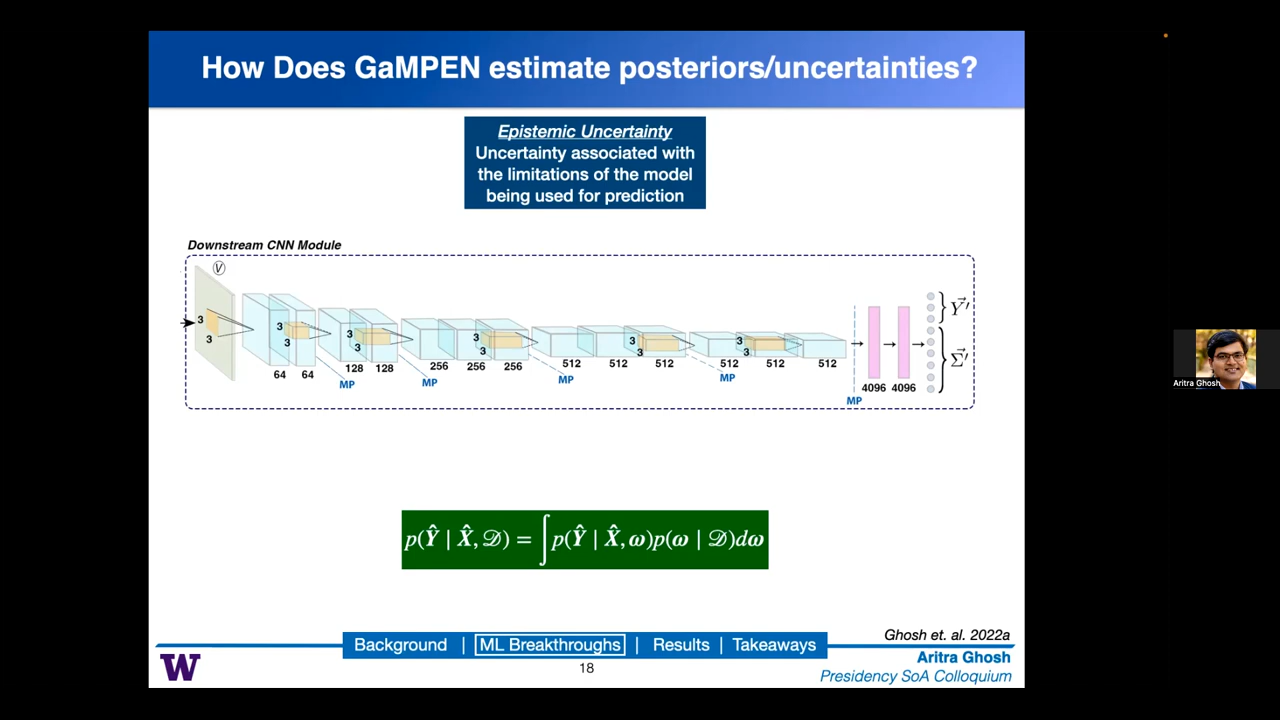 How Does GaMPEN estimate posteriors/uncertainties?
Epistemic Uncertainty
Uncertainty associated with
the limitations of the model
being used for prediction
Downstream CNN Module
V
3
3
3
3
64 64
MP
3
3
128 128
MP
256 256 256
3
3
MP
512 512 512
3
3
MP
512 512 512
3
3
MP
4096 4096
Y⃗′
Σ⃗′
p(Ŷ | X̂, 𝒟) = ∫ p(Ŷ | X̂, ω)p(ω | 𝒟)dω
Background | ML Breakthroughs | Results | Takeaways
18
Ghosh et. al. 2022a
Aritra Ghosh
Presidency SoA Colloquium
W
Aritra Ghosh